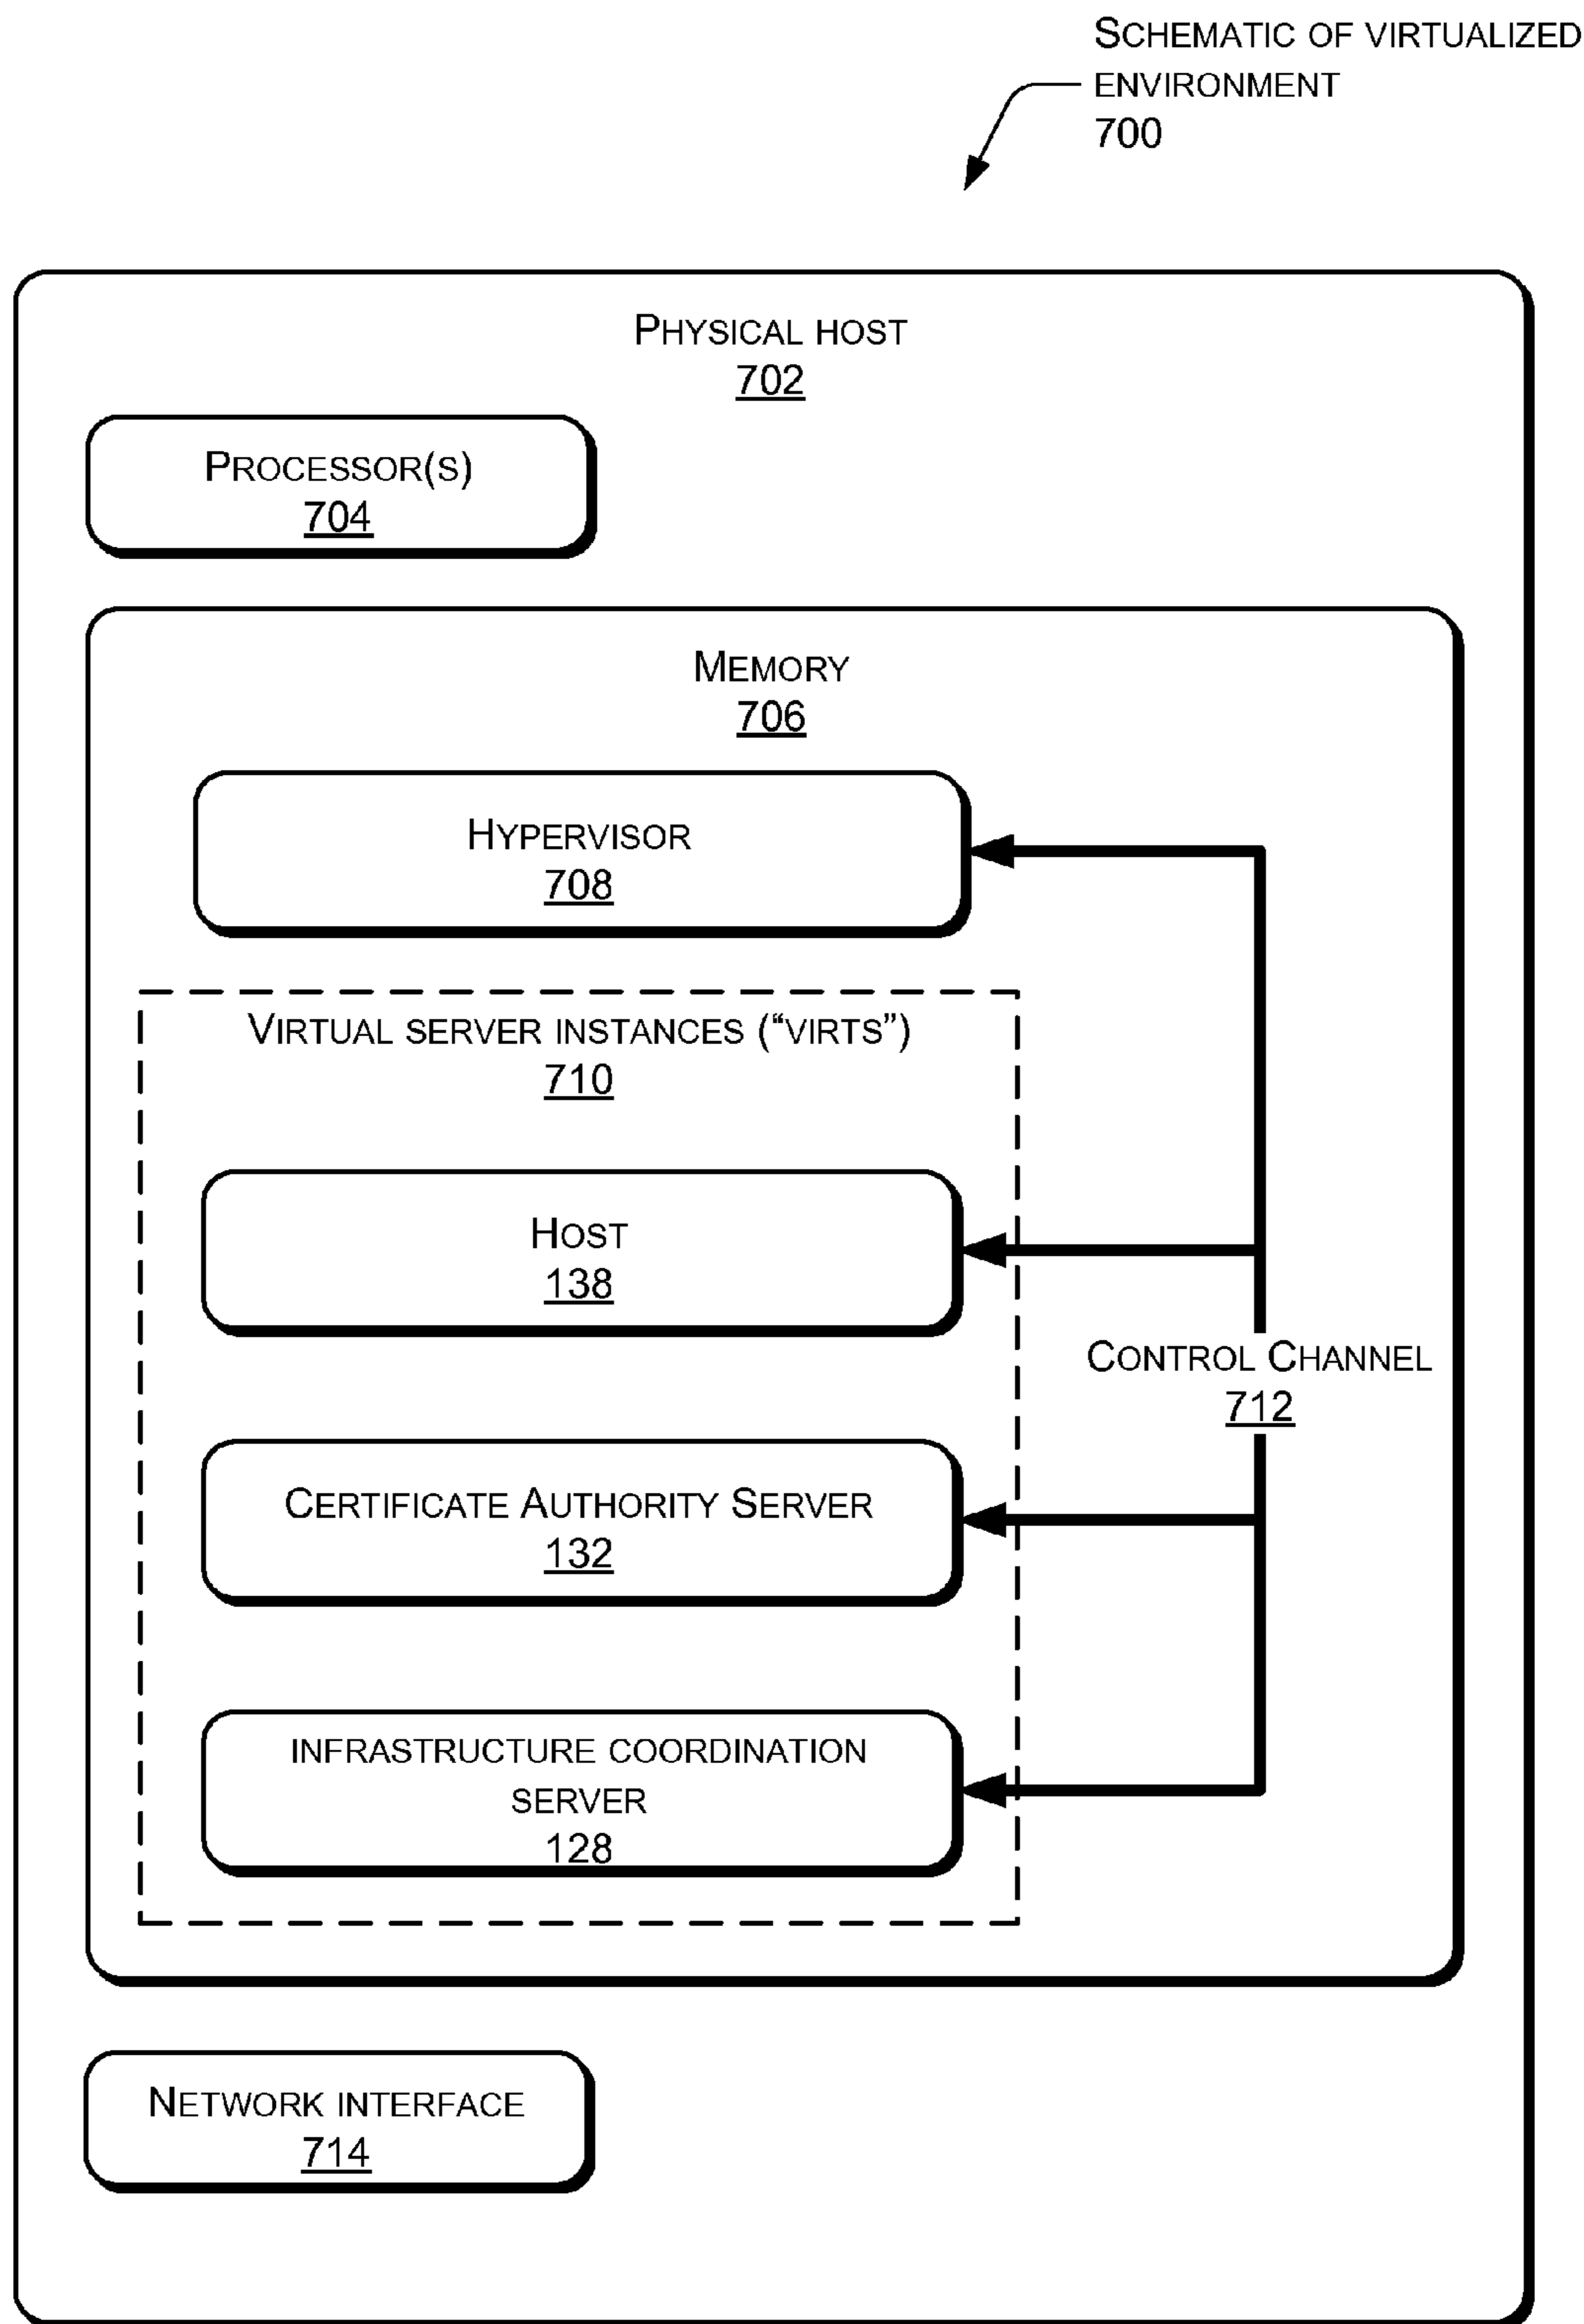 SCHEMATIC OF VIRTUALIZED
ENVIRONMENT
700
PHYSICAL HOST
702
PROCESSOR(S)
704
MEMORY
706
HYPERVISOR
708
VIRTUAL SERVER INSTANCES (“VIRTS”)
710
HOST
138
CONTROL CHANNEL
712
CERTIFICATE AUTHORITY SERVER
132
INFRASTRUCTURE COORDINATION
SERVER
128
NETWORK INTERFACE
714